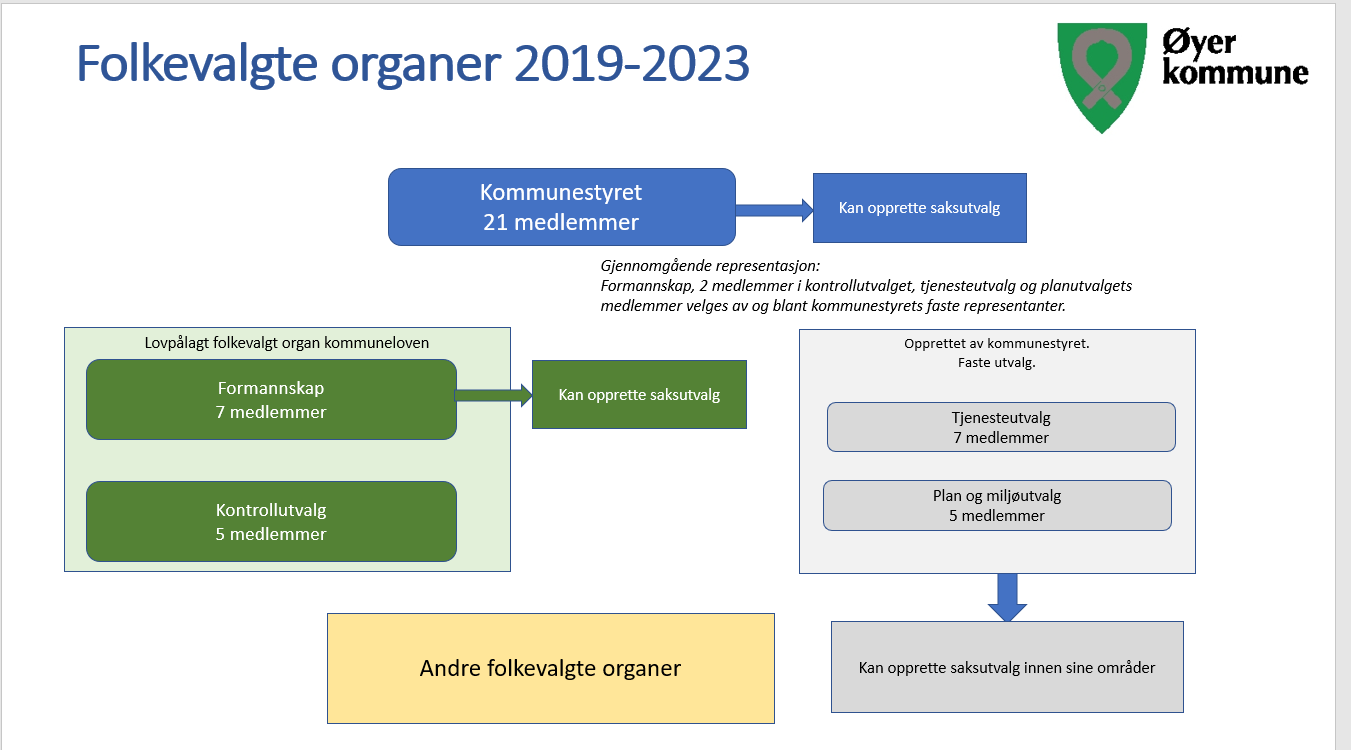 Folkevalgte organer 2019-2023
Øyer
kommune
Kommunestyret
21 medlemmer
Kan opprette saksutvalg
Gjennomgående representasjon:
Formannskap, 2 medlemmer i kontrollutvalget, tjenesteutvalg og planutvalgets
medlemmer velges av og blant kommunestyrets faste representanter.
Lovpålagt folkevalgt organ kommuneloven
Formannskap
7 medlemmer
Kan opprette saksutvalg
Kontrollutvalg
5 medlemmer
Opprettet av kommunestyret.
Faste utvalg.
Tjenesteutvalg
7 medlemmer
Plan og miljøutvalg
5 medlemmer
Andre folkevalgte organer
Kan opprette saksutvalg innen sine områder